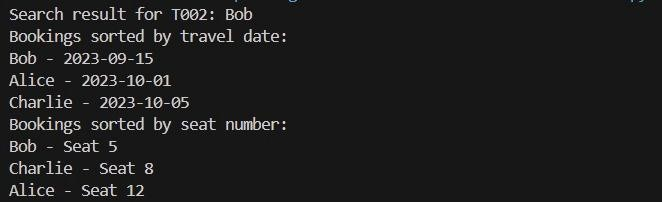 Search result for T002: Bob
Bookings sorted by travel date:
Bob - 2023-09-15
Alice - 2023-10-01
Charlie - 2023-10-05
Bookings sorted by seat number:
Bob - Seat 5
Charlie - Seat 8
Alice - Seat 12